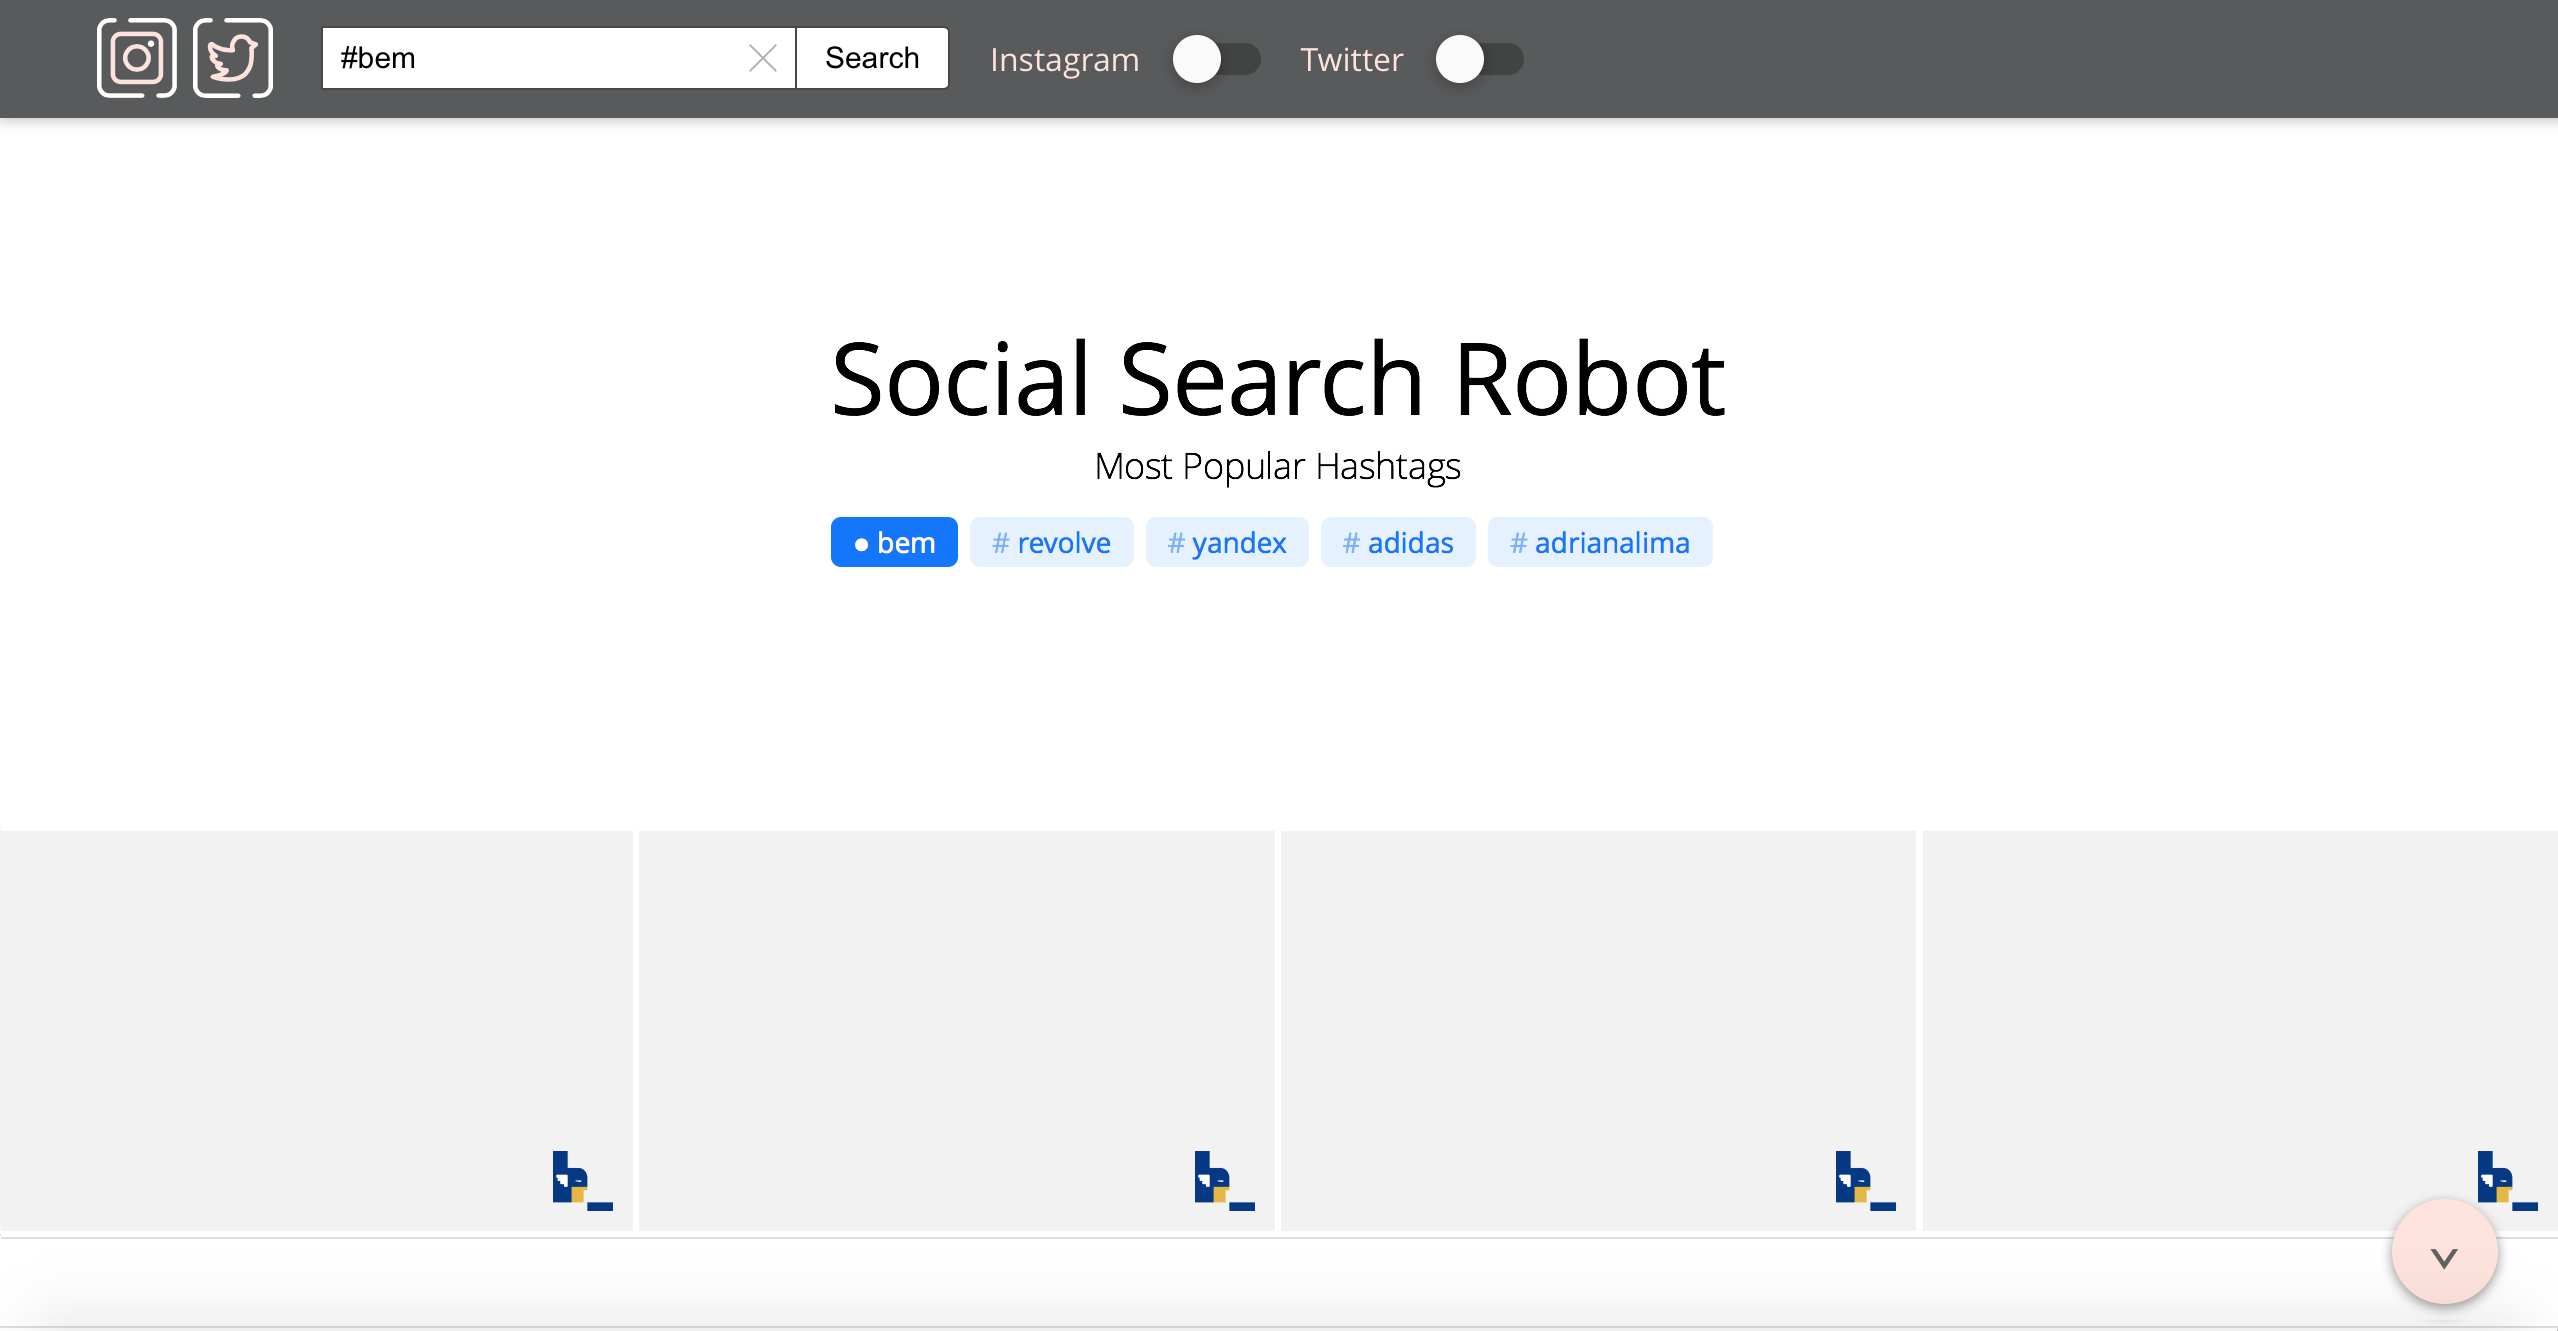 #bem Search Instagram Twitter
Social Search Robot
Most Popular Hashtags
bem # revolve # yandex # adidas # adrianalima